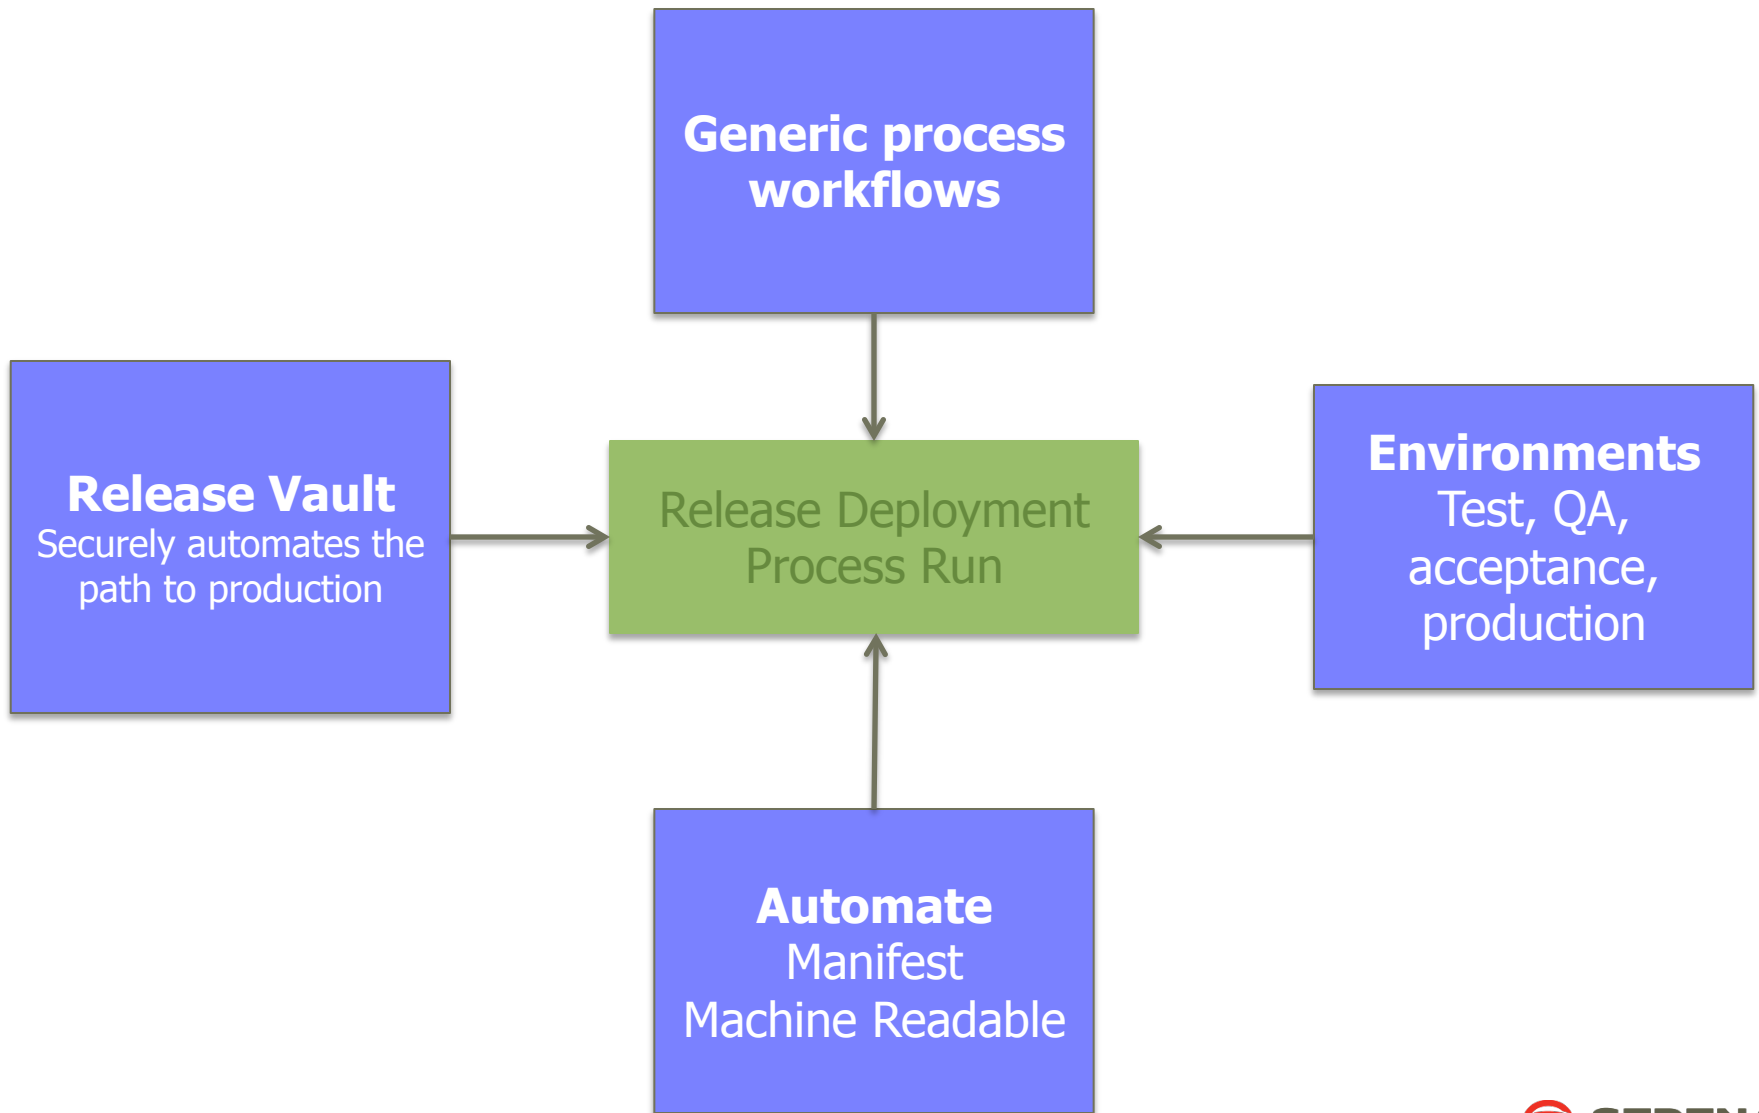 Generic process
workflows
Release Vault
Securely automates the
path to production
Release Deployment
Process Run
Environments
Test, QA,
acceptance,
production
Automate
Manifest
Machine Readable